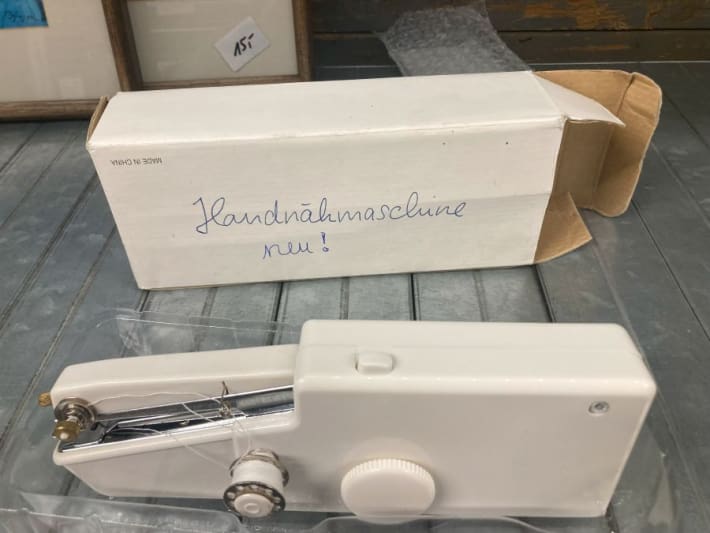 15,-
MADE IN CHINA
Handnähmaschine
neu!